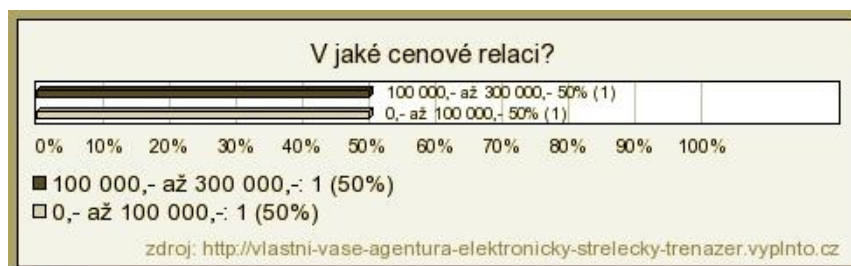 V jaké cenové relaci?
100 000,- až 300 000,- 50% (1)
0,- až 100 000,- 50% (1)
0% 10% 20% 30% 40% 50% 60% 70% 80% 90% 100%
100 000,- až 300 000,-: 1 (50%)
0,- až 100 000,-: 1 (50%)
zdroj: http://vlastni-vase-agentura-elektronicky-strelecky-trenazer.vyplnto.cz